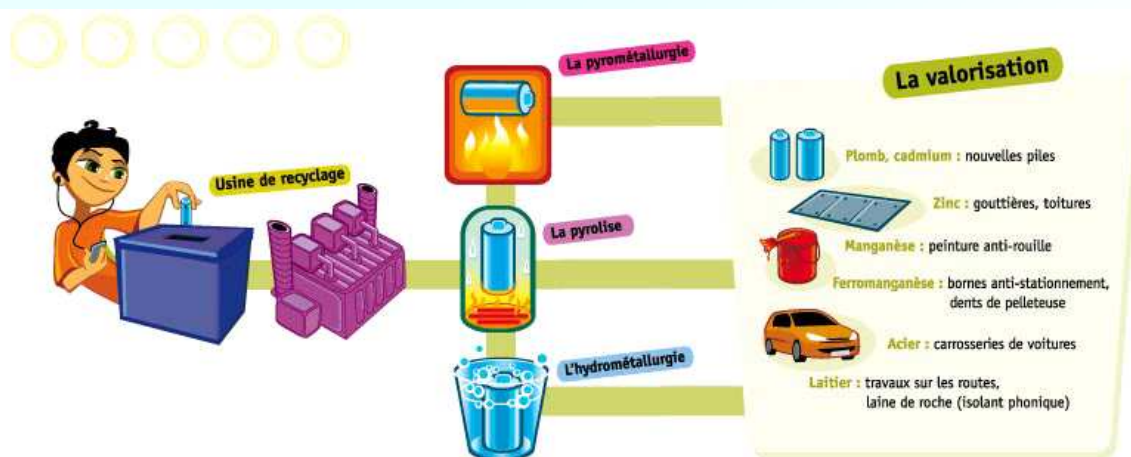 La pyrométallurgie
La valorisation
Usine de recyclage
La pyrolise
L'hydrométallurgie
Plomb, cadmium : nouvelles piles
Zinc : gouttières, toitures
Manganèse : peinture anti-rouille
Ferromanganèse : bornes anti-stationnement,
dents de pelleteuse
Acier : carrosseries de voitures
Laitier : travaux sur les routes,
laine de roche (isolant phonique)